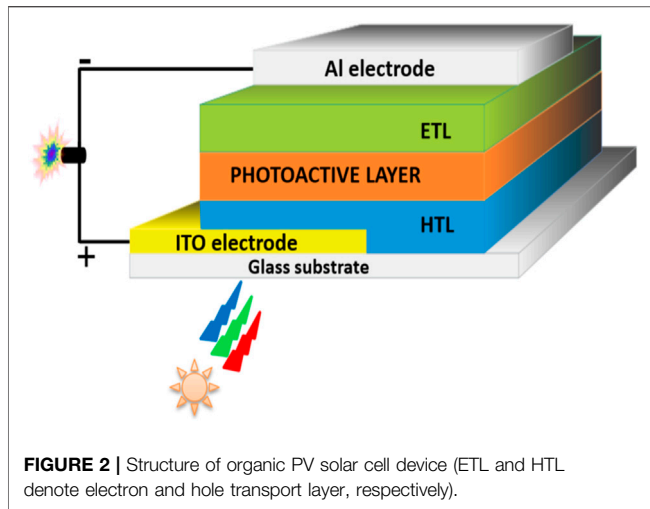 -
Al electrode
ETL
PHOTOACTIVE LAYER
HTL
ITO electrode
+
Glass substrate
FIGURE 2 | Structure of organic PV solar cell device (ETL and HTL
denote electron and hole transport layer, respectively).